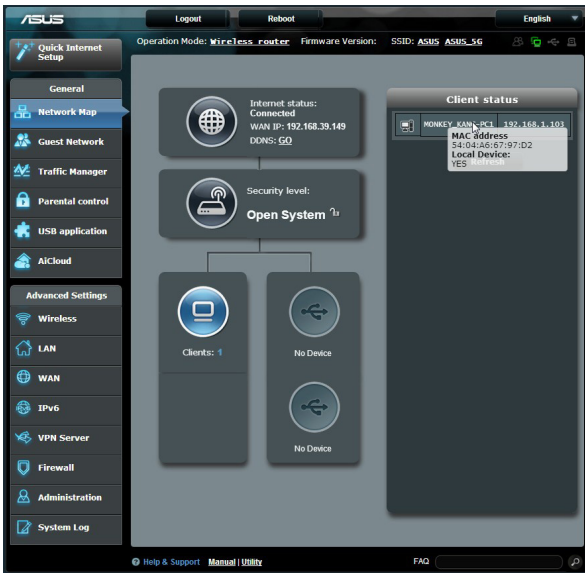 ASUS
Logout
Reboot
English
Quick Internet
Setup
Operation Mode: Wireless router Firmware Version: SSID: ASUS ASUS_5G
General
Network Map
Guest Network
Traffic Manager
Parental control
USB application
AiCloud
Advanced Settings
Wireless
LAN
WAN
IPv6
VPN Server
Firewall
Administration
System Log
Internet status:
Connected
WAN IP: 192.168.39.149
DDNS: GO
Security level:
Open System
Clients: 1
No Device
No Device
Client status
192.168.1.103
MAC address
54:04:A6:67:97:D2
Local Device:
YES
Refresh
Help & Support Manual | Utility
FAQ